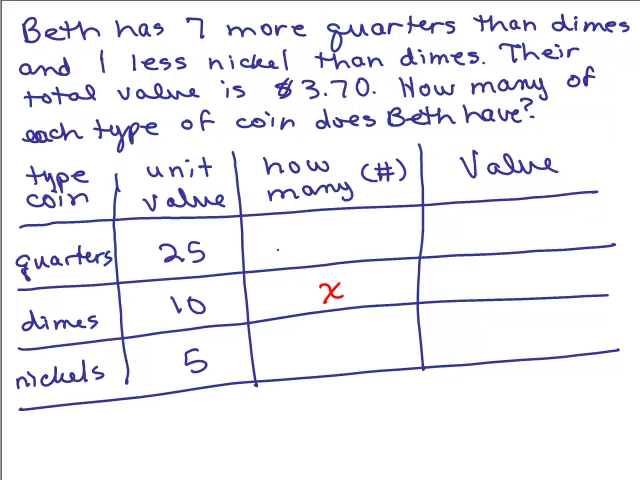 Beth has 7 more quarters than dimes
and 1 less nickel than dimes. Their
total value is $3.70. How many of
each type of coin does Beth have?
type coin unit value how many (#) Value
quarters 25
dimes 10 x
nickels 5